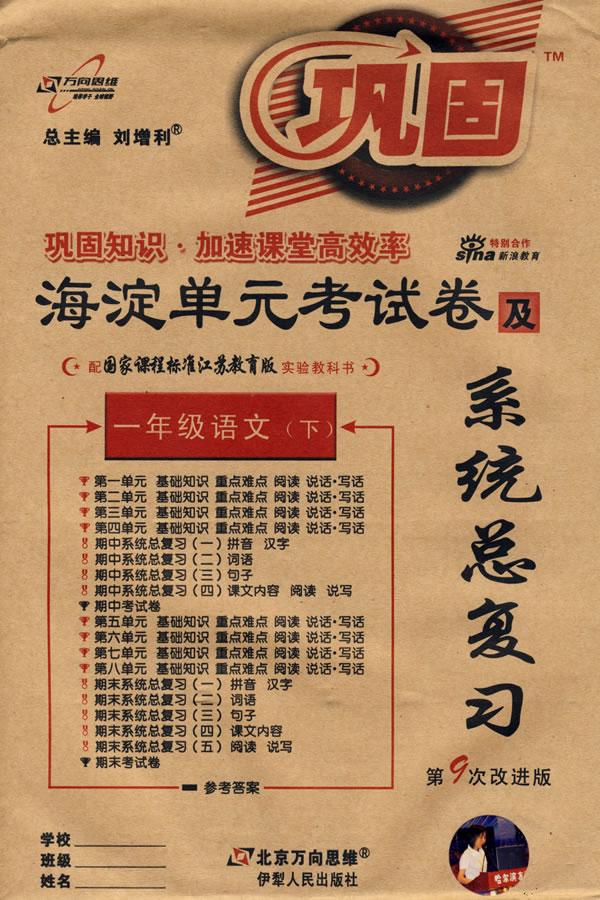 巩固™
万向思维
总主编 刘增利®
巩固知识·加速课堂高效率
特别合作
sina 新浪教育
海淀单元考试卷及
系统总复习
配国家课程标准江苏教育版实验教科书
一年级语文（下）
第一单元 基础知识 重点难点 阅读 说话·写话
第二单元 基础知识 重点难点 阅读 说话·写话
第三单元 基础知识 重点难点 阅读 说话·写话
第四单元 基础知识 重点难点 阅读 说话·写话
期中系统总复习（一）拼音 汉字
期中系统总复习（二）词语
期中系统总复习（三）句子
期中系统总复习（四）课文内容 阅读 说写
期中考试卷
第五单元 基础知识 重点难点 阅读 说话·写话
第六单元 基础知识 重点难点 阅读 说话·写话
第七单元 基础知识 重点难点 阅读 说话·写话
第八单元 基础知识 重点难点 阅读 说话·写话
期末系统总复习（一）拼音 汉字
期末系统总复习（二）词语
期末系统总复习（三）句子
期末系统总复习（四）课文内容
期末系统总复习（五）阅读 说写
期末考试卷
参考答案
第9次改进版
学校
班级
姓名
北京万向思维®
伊犁人民出版社
哈尔滨